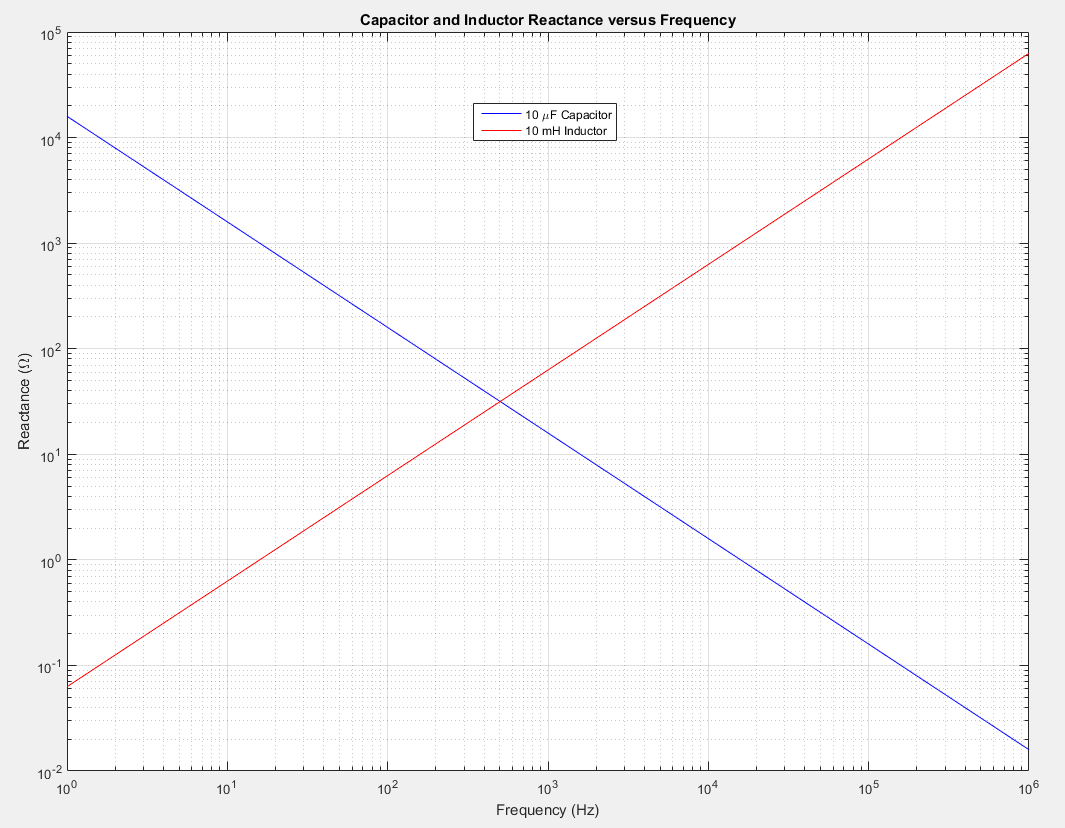 Capacitor and Inductor Reactance versus Frequency
10⁵
10⁴
10³
10²
10¹
10⁰
10⁻¹
10⁻²
Reactance (Ω)
10 μF Capacitor
10 mH Inductor
10⁰ 10¹ 10² 10³ 10⁴ 10⁵ 10⁶
Frequency (Hz)